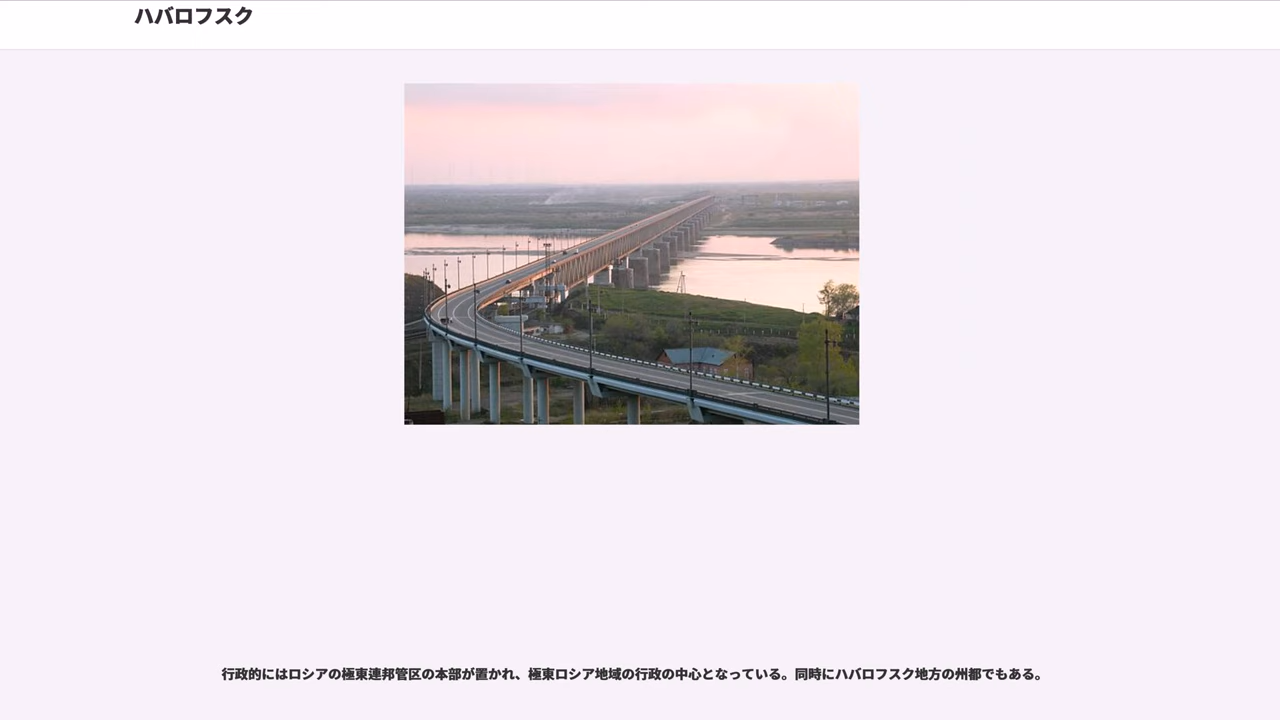 ハバロフスク
行政的にはロシアの極東連邦管区の本部が置かれ、極東ロシア地域の行政の中心となっている。同時にハバロフスク地方の州都でもある。